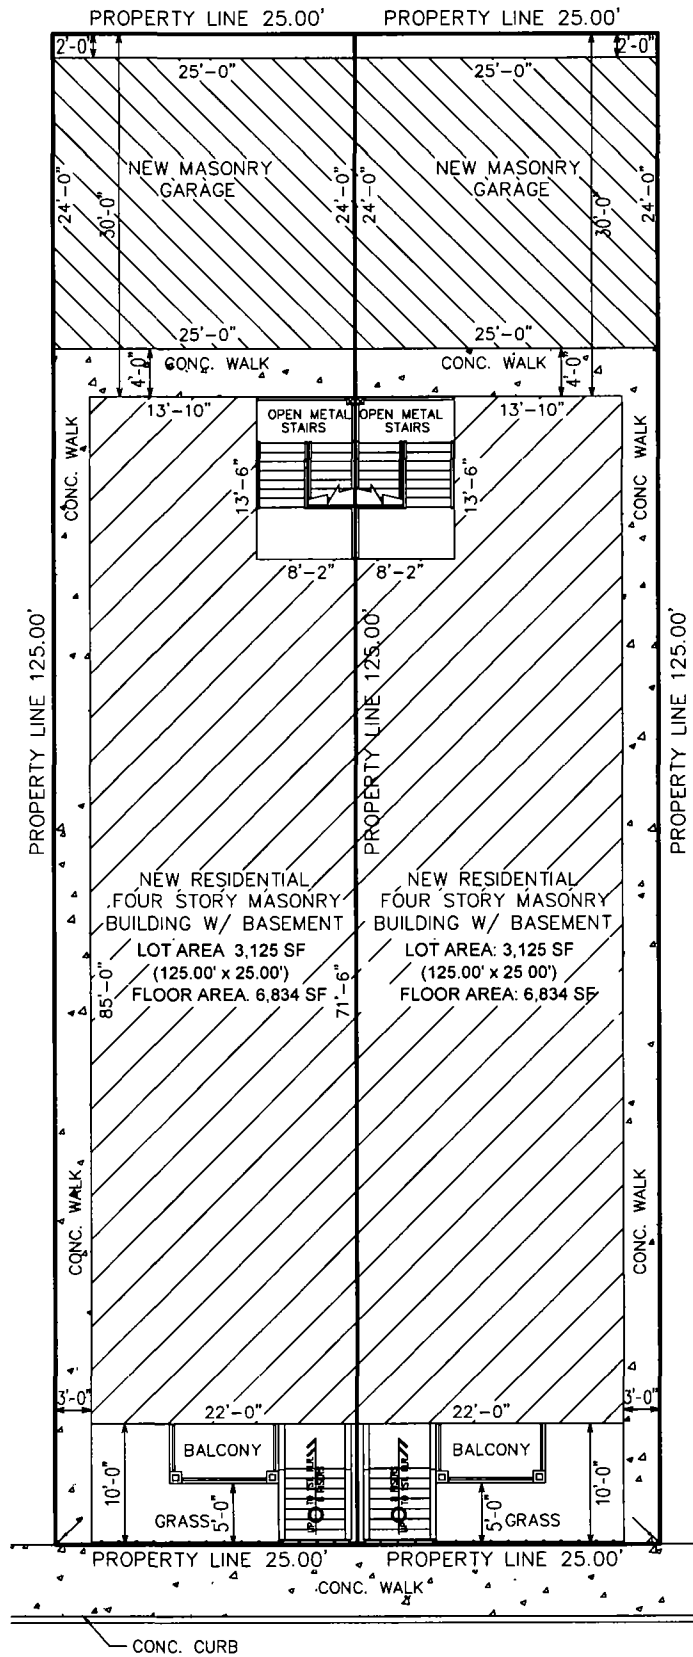 PROPERTY LINE 25.00'
PROPERTY LINE 25.00'
2'-0"
2'-0"
25'-0"
25'-0"
NEW MASONRY
GARAGE
NEW MASONRY
GARAGE
24'-0"
30'-0"
24'-0"
24'-0"
30'-0"
24'-0"
25'-0"
25'-0"
CONC. WALK
CONC. WALK
4'-0"
4'-0"
13'-10"
13'-10"
OPEN METAL
STAIRS
OPEN METAL
STAIRS
CONC. WALK
CONC WALK
13'-6"
13'-6"
8'-2"
8'-2"
PROPERTY LINE 125.00'
PROPERTY LINE 125.00'
PROPERTY LINE 125.00'
NEW RESIDENTIAL
FOUR STORY MASONRY
BUILDING W/ BASEMENT
LOT AREA 3,125 SF
(125.00' x 25.00')
FLOOR AREA. 6,834 SF
NEW RESIDENTIAL
FOUR STORY MASONRY
BUILDING W/ BASEMENT
LOT AREA: 3,125 SF
(125.00' x 25 00')
FLOOR AREA: 6,834 SF
85'-0"
71'-6"
CONC. WALK
CONC. WALK
3'-0"
3'-0"
22'-0"
22'-0"
BALCONY
BALCONY
10'-0"
10'-0"
5'-0"
5'-0"
GRASS
GRASS
UP
UP
PROPERTY LINE 25.00'
PROPERTY LINE 25.00'
CONC. WALK
CONC. CURB